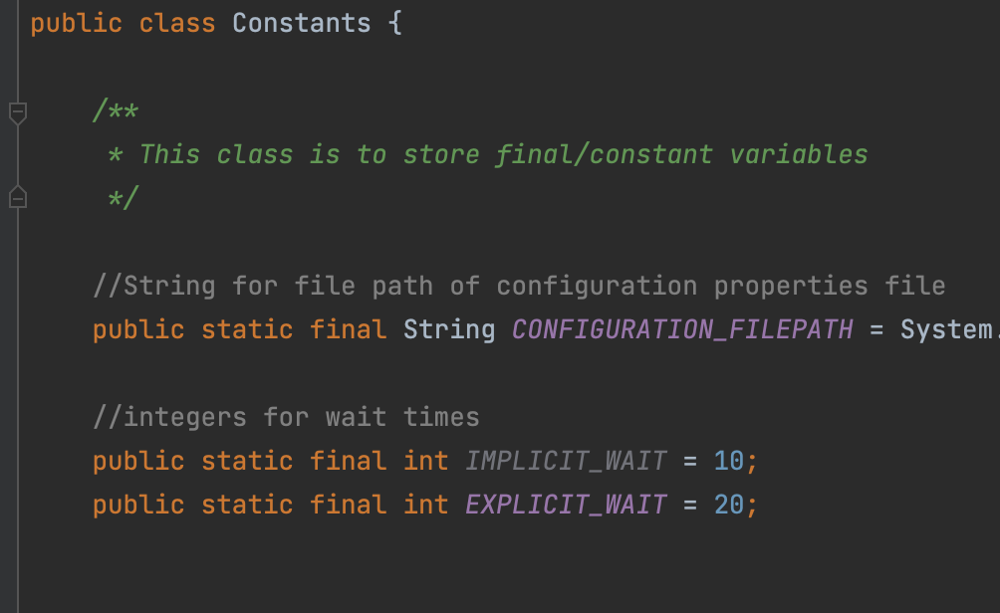 public class Constants {
/**
* This class is to store final/constant variables
*/
//String for file path of configuration properties file
public static final String CONFIGURATION_FILEPATH = System.
//integers for wait times
public static final int IMPLICIT_WAIT = 10;
public static final int EXPLICIT_WAIT = 20;